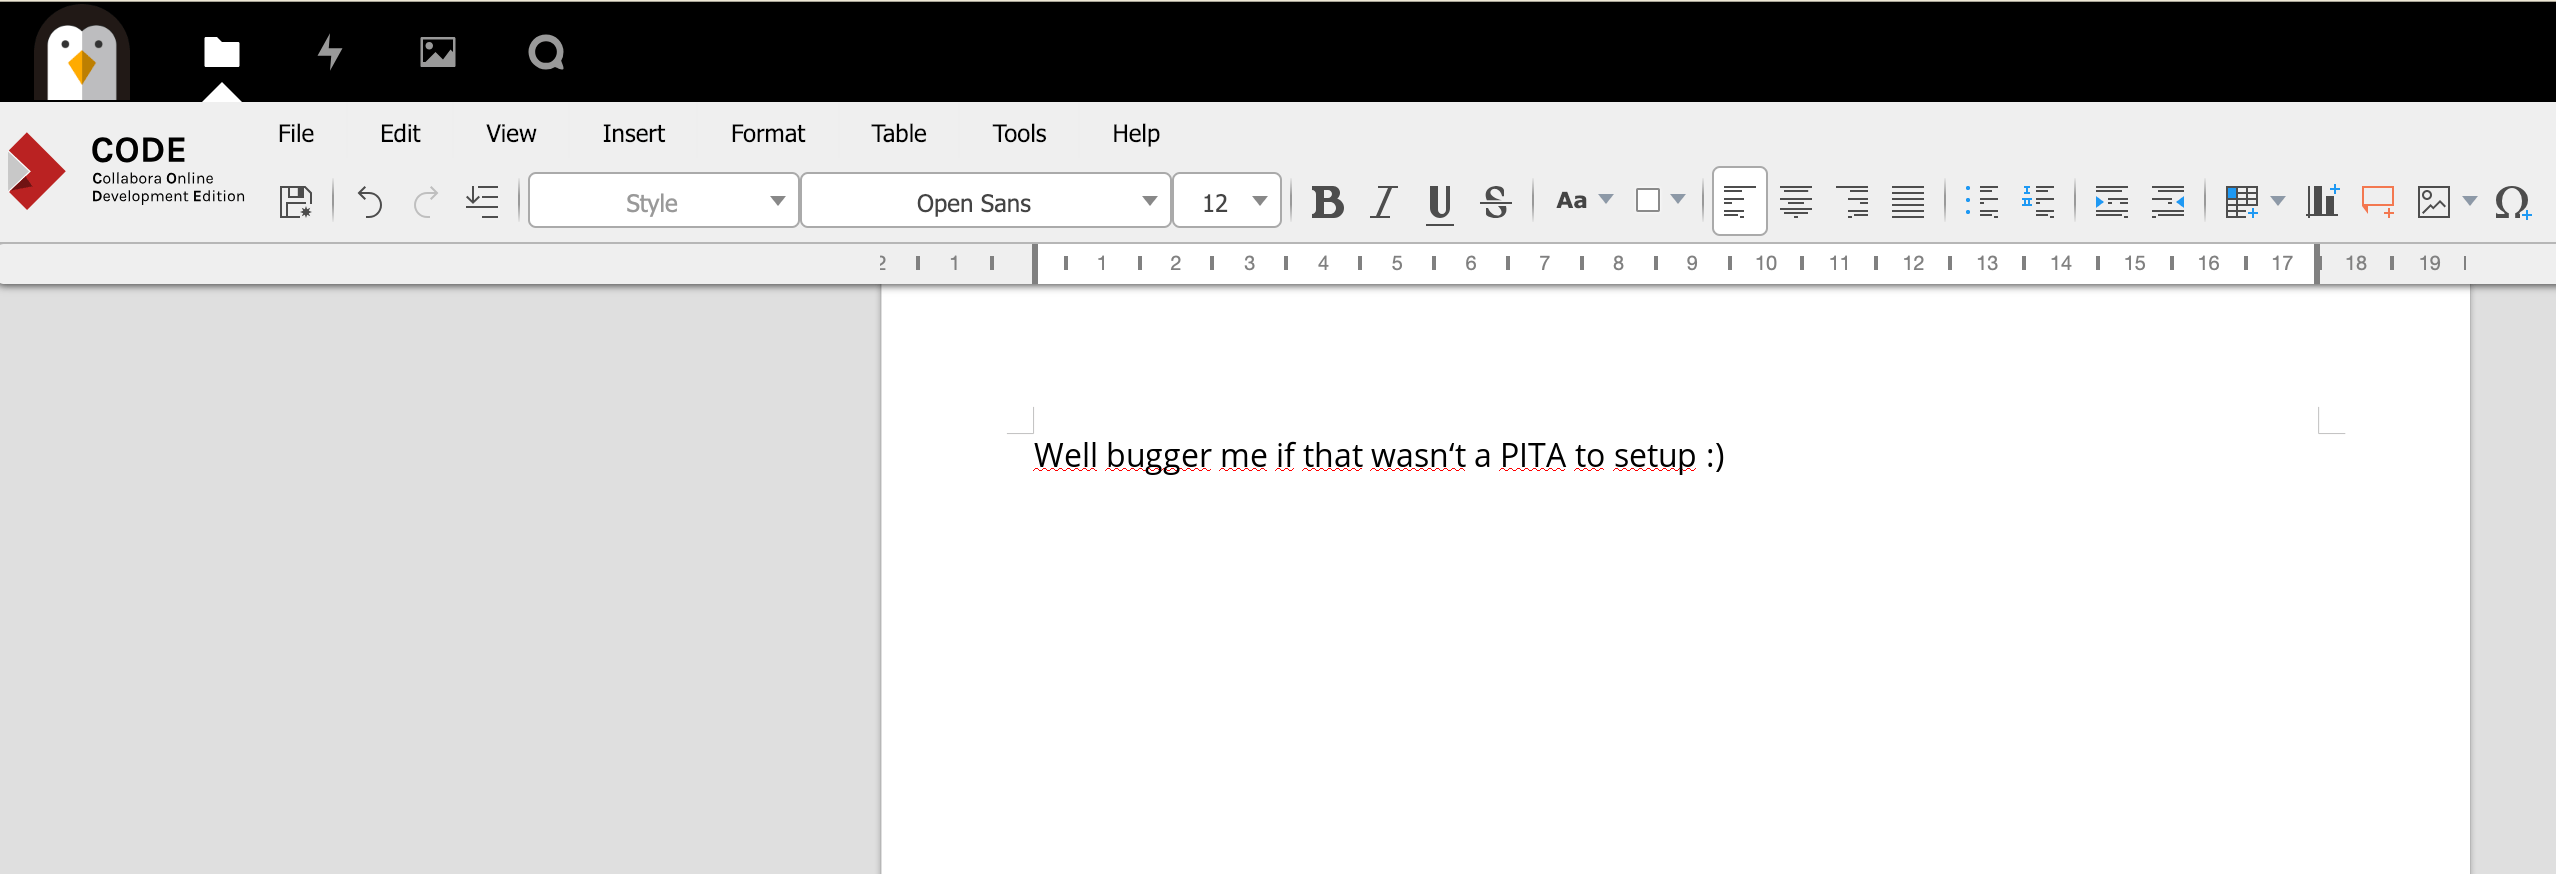 File Edit View Insert Format Table Tools Help
CODE
Collabora Online
Development Edition
Style Open Sans 12 B I U S Aa Ω
2 1 1 2 3 4 5 6 7 8 9 10 11 12 13 14 15 16 17 18 19
Well bugger me if that wasn‘t a PITA to setup :)